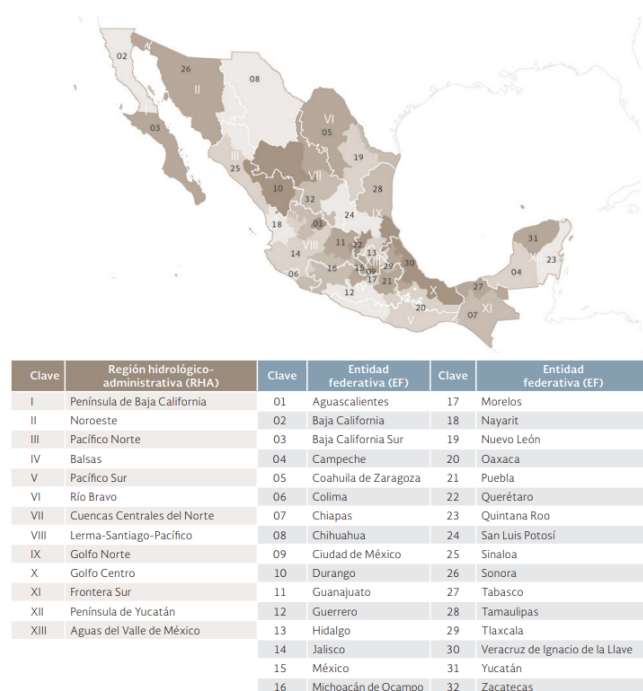 02
26
II
08
VI
05
03
III
25
19
VII
10
28
32
24
IX
18
01
31
VIII
11
22
13
14
XII
23
16
15
09
29
30
04
06
17
21
27
12
X
20
XI
V
07
Clave Región hidrológico- Clave Entidad Clave Entidad
administrativa (RHA) federativa (EF) federativa (EF)
I Península de Baja California 01 Aguascalientes 17 Morelos
II Noroeste 02 Baja California 18 Nayarit
III Pacífico Norte 03 Baja California Sur 19 Nuevo León
IV Balsas 04 Campeche 20 Oaxaca
V Pacífico Sur 05 Coahuila de Zaragoza 21 Puebla
VI Río Bravo 06 Colima 22 Querétaro
VII Cuencas Centrales del Norte 07 Chiapas 23 Quintana Roo
VIII Lerma-Santiago-Pacífico 08 Chihuahua 24 San Luis Potosí
IX Golfo Norte 09 Ciudad de México 25 Sinaloa
X Golfo Centro 10 Durango 26 Sonora
XI Frontera Sur 11 Guanajuato 27 Tabasco
XII Península de Yucatán 12 Guerrero 28 Tamaulipas
XIII Aguas del Valle de México 13 Hidalgo 29 Tlaxcala
14 Jalisco 30 Veracruz de Ignacio de la Llave
15 México 31 Yucatán
16 Michoacán de Ocampo 32 Zacatecas